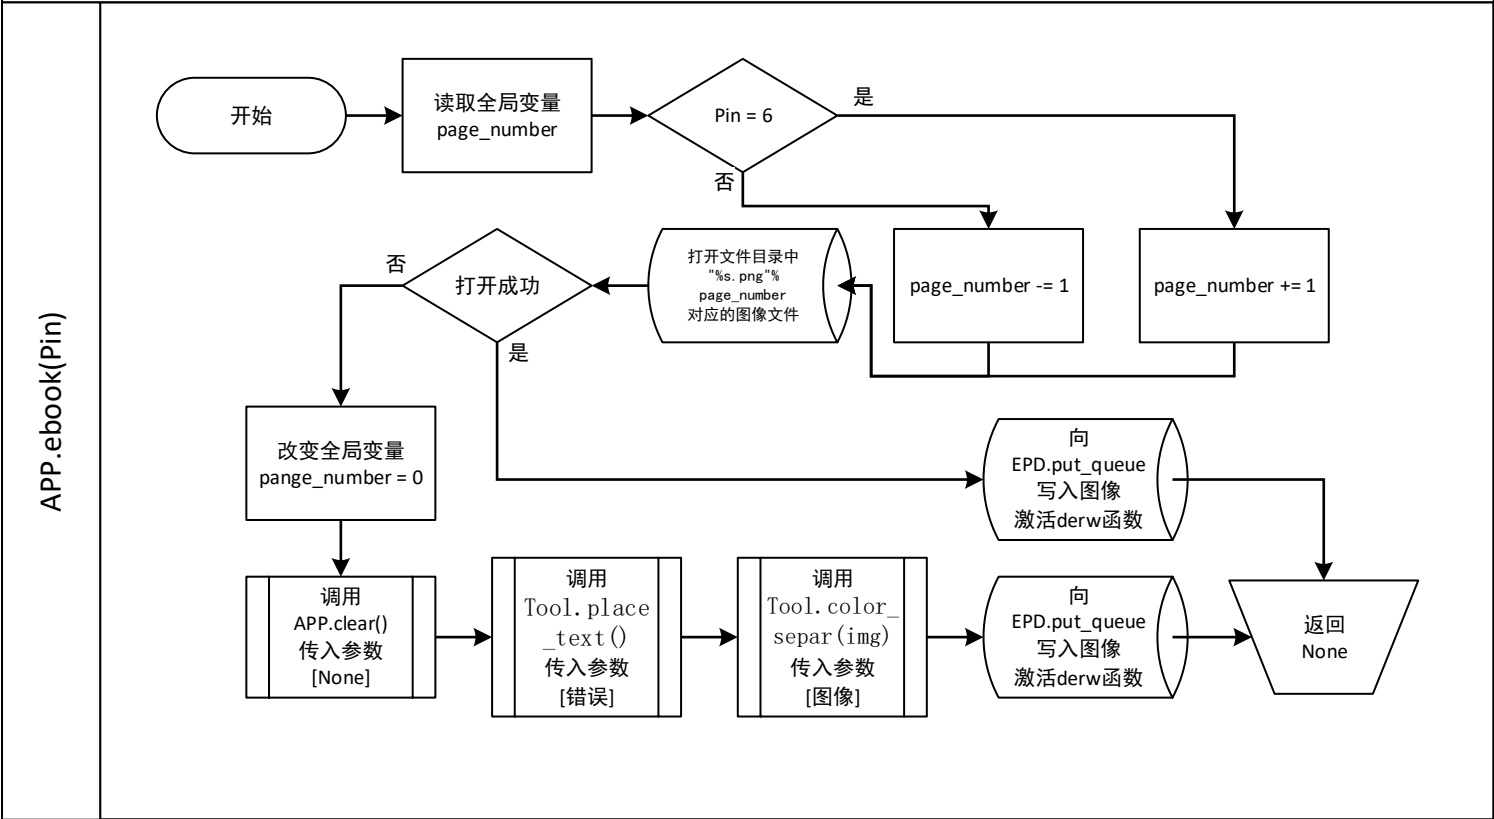 APP.ebook(Pin)
开始
读取全局变量
page_number
Pin = 6
是
否
page_number += 1
page_number -= 1
打开文件目录中
"%s.png"%
page_number
对应的图像文件
打开成功
否
是
改变全局变量
pange_number = 0
向
EPD.put_queue
写入图像
激活derw函数
调用
APP.clear()
传入参数
[None]
调用
Tool.place
_text()
传入参数
[错误]
调用
Tool.color_
separ(img)
传入参数
[图像]
向
EPD.put_queue
写入图像
激活derw函数
返回
None